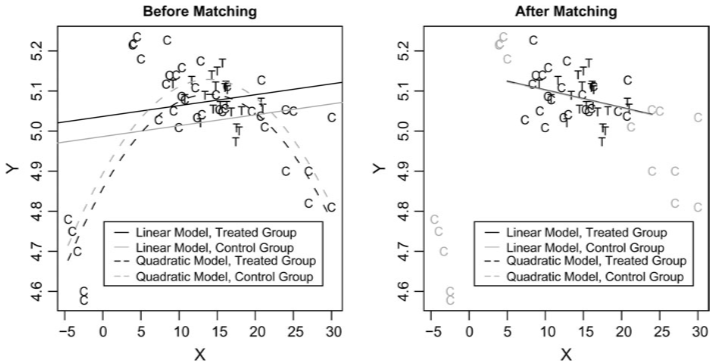 Before Matching
Y
5.2
5.1
5.0
4.9
4.8
4.7
4.6
Linear Model, Treated Group
Linear Model, Control Group
Quadratic Model, Treated Group
Quadratic Model, Control Group
−5 0 5 10 15 20 25 30
X
After Matching
Y
5.2
5.1
5.0
4.9
4.8
4.7
4.6
Linear Model, Treated Group
Linear Model, Control Group
Quadratic Model, Treated Group
Quadratic Model, Control Group
−5 0 5 10 15 20 25 30
X